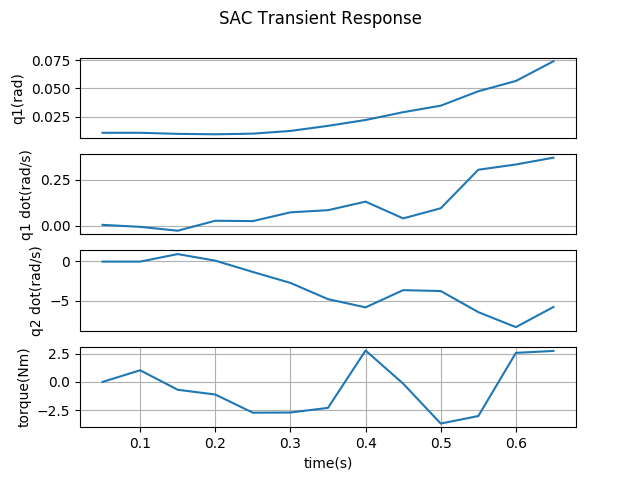 SAC Transient Response
q1(rad)
0.075
0.050
0.025
q1 dot(rad/s)
0.25
0.00
q2 dot(rad/s)
0
−5
torque(Nm)
2.5
0.0
−2.5
0.1 0.2 0.3 0.4 0.5 0.6
time(s)